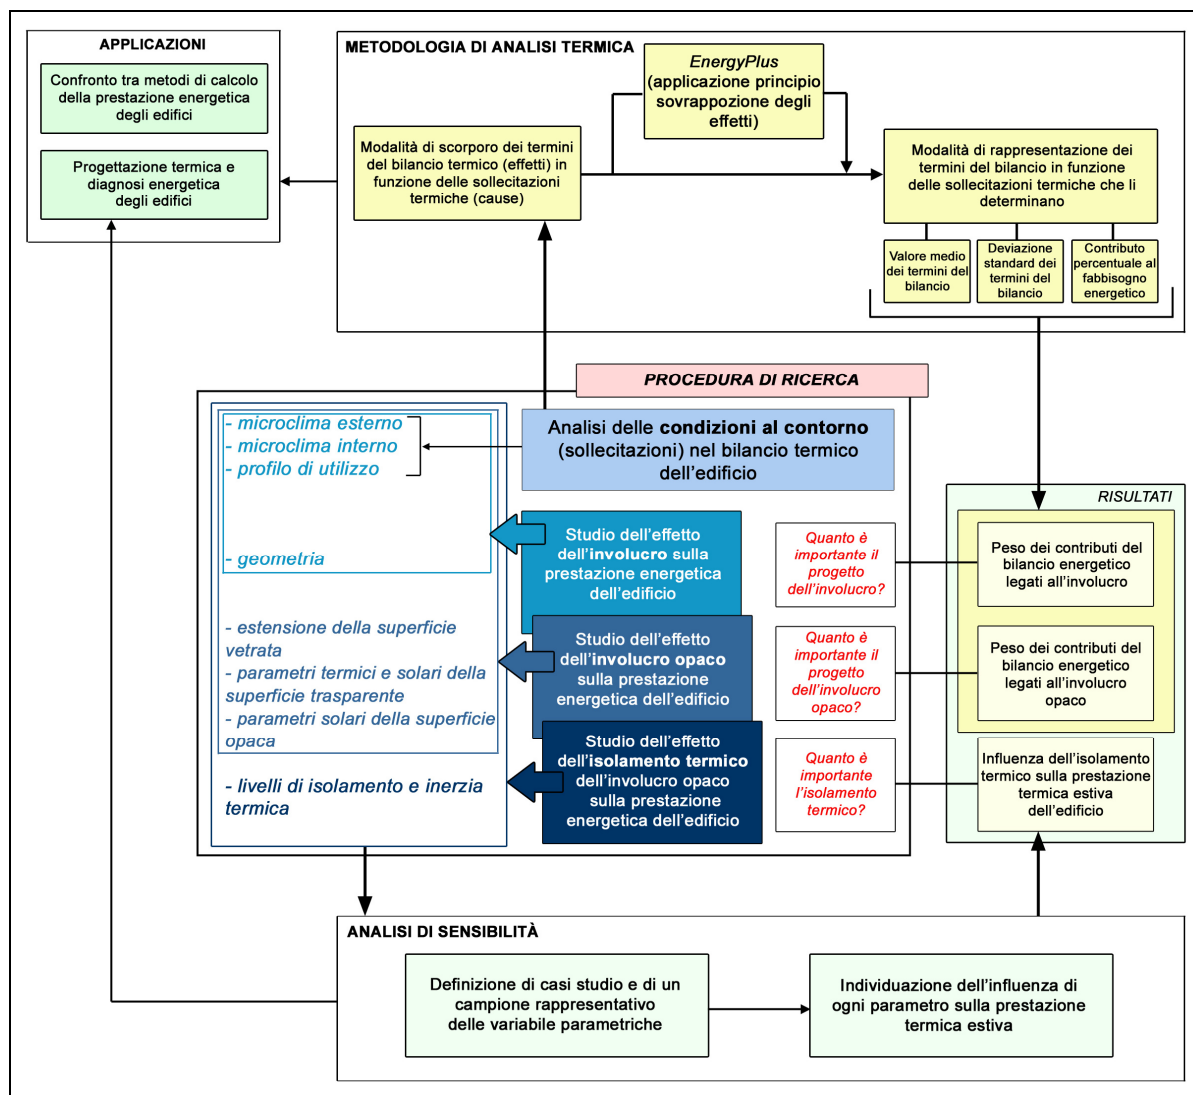 APPLICAZIONI
Confronto tra metodi di calcolo
della prestazione energetica
degli edifici
Progettazione termica e
diagnosi energetica
degli edifici
METODOLOGIA DI ANALISI TERMICA
EnergyPlus
(applicazione principio
sovrappozione degli
effetti)
Modalità di scorporo dei termini
del bilancio termico (effetti) in
funzione delle sollecitazioni
termiche (cause)
Modalità di rappresentazione dei
termini del bilancio in funzione
delle sollecitazioni termiche che li
determinano
Valore medio
dei termini del
bilancio
Deviazione
standard dei
termini del
bilancio
Contributo
percentuale al
fabbisogno
energetico
PROCEDURA DI RICERCA
- microclima esterno
- microclima interno
- profilo di utilizzo
- geometria
- estensione della superficie
vetrata
- parametri termici e solari della
superficie trasparente
- parametri solari della superficie
opaca
- livelli di isolamento e inerzia
termica
Analisi delle condizioni al contorno
(sollecitazioni) nel bilancio termico
dell'edificio
Studio dell'effetto
dell'involucro sulla
prestazione energetica
dell'edificio
Studio dell'effetto
dell'involucro opaco
sulla prestazione
energetica dell'edificio
Studio dell'effetto
dell'isolamento termico
dell'involucro opaco
sulla prestazione
energetica dell'edificio
Quanto è
importante il
progetto
dell'involucro?
Quanto è
importante il
progetto
dell'involucro
opaco?
Quanto è
importante
l'isolamento
termico?
RISULTATI
Peso dei contributi del
bilancio energetico
legati all'involucro
Peso dei contributi del
bilancio energetico
legati all'involucro
opaco
Influenza dell'isolamento
termico sulla prestazione
termica estiva
dell'edificio
ANALISI DI SENSIBILITÀ
Definizione di casi studio e di un
campione rappresentativo
delle variabile parametriche
Individuazione dell'influenza di
ogni parametro sulla prestazione
termica estiva